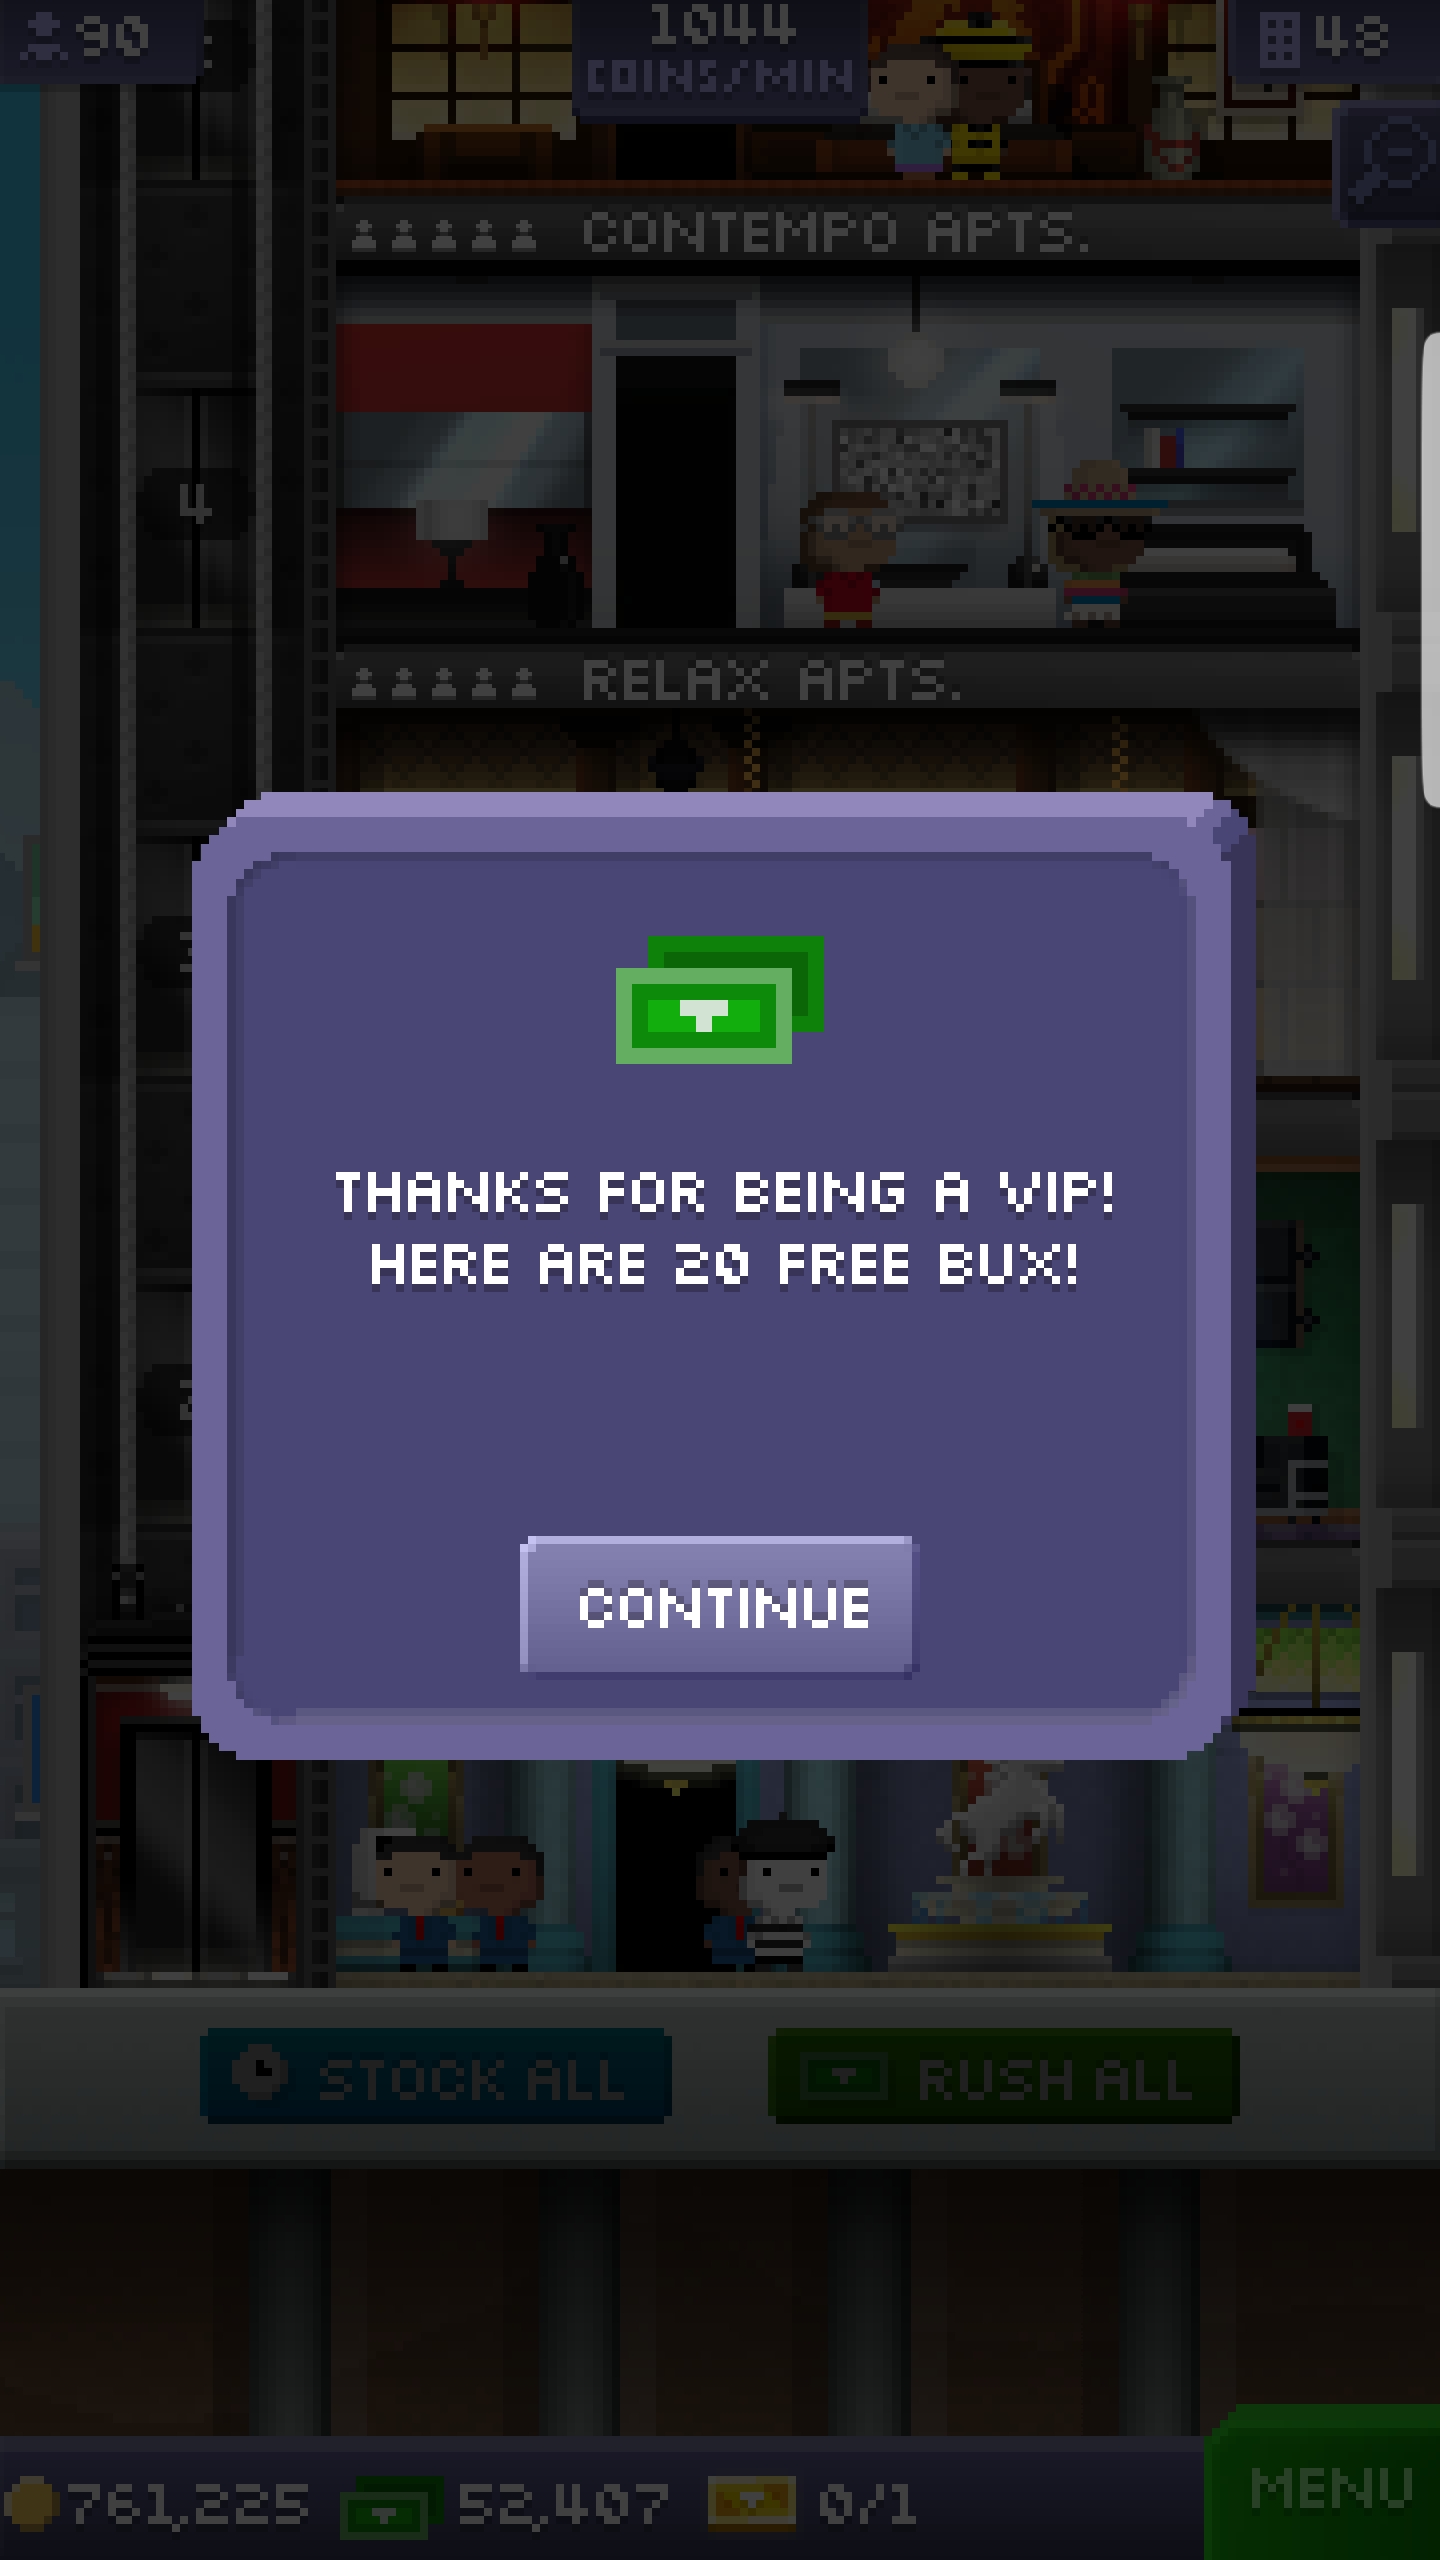 90
1044
COINS/MIN
48
CONTEMPO APTS.
4
RELAX APTS.
THANKS FOR BEING A VIP!
HERE ARE 20 FREE BUX!
CONTINUE
STOCK ALL
RUSH ALL
761,225
52,407
0/1
MENU